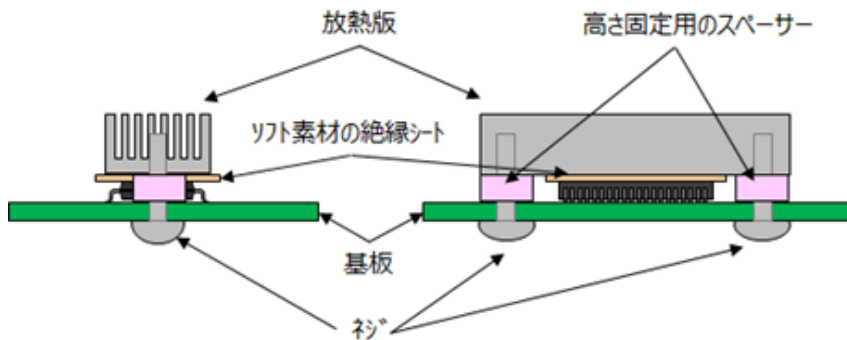 放熱版
高さ固定用のスペーサー
ソフト素材の絶縁シート
基板
ネジ